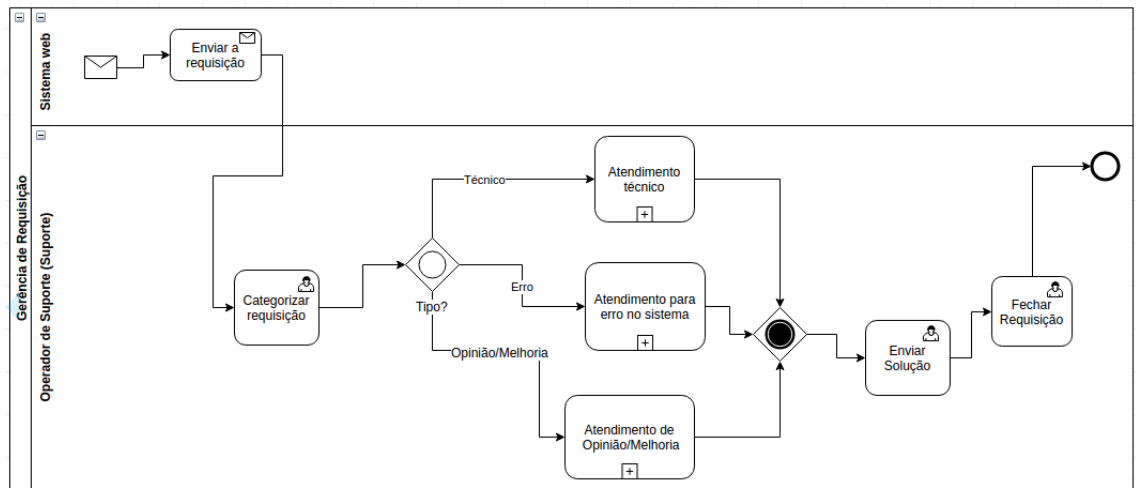 Gerência de Requisição
Sistema web
Enviar a
requisição
Operador de Suporte (Suporte)
Categorizar
requisição
Tipo?
Técnico
Erro
Opinião/Melhoria
Atendimento
técnico
Atendimento para
erro no sistema
Atendimento de
Opinião/Melhoria
Enviar
Solução
Fechar
Requisição